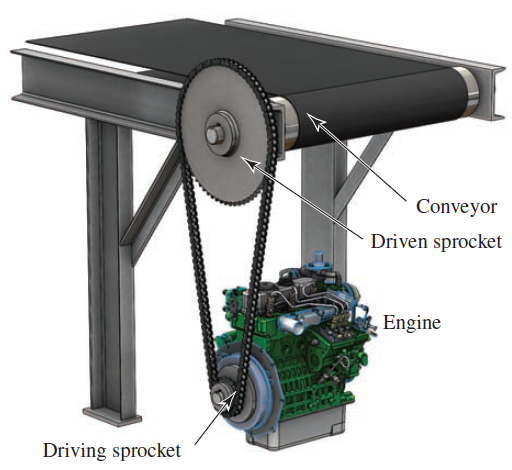 Conveyor
Driven sprocket
Engine
Driving sprocket